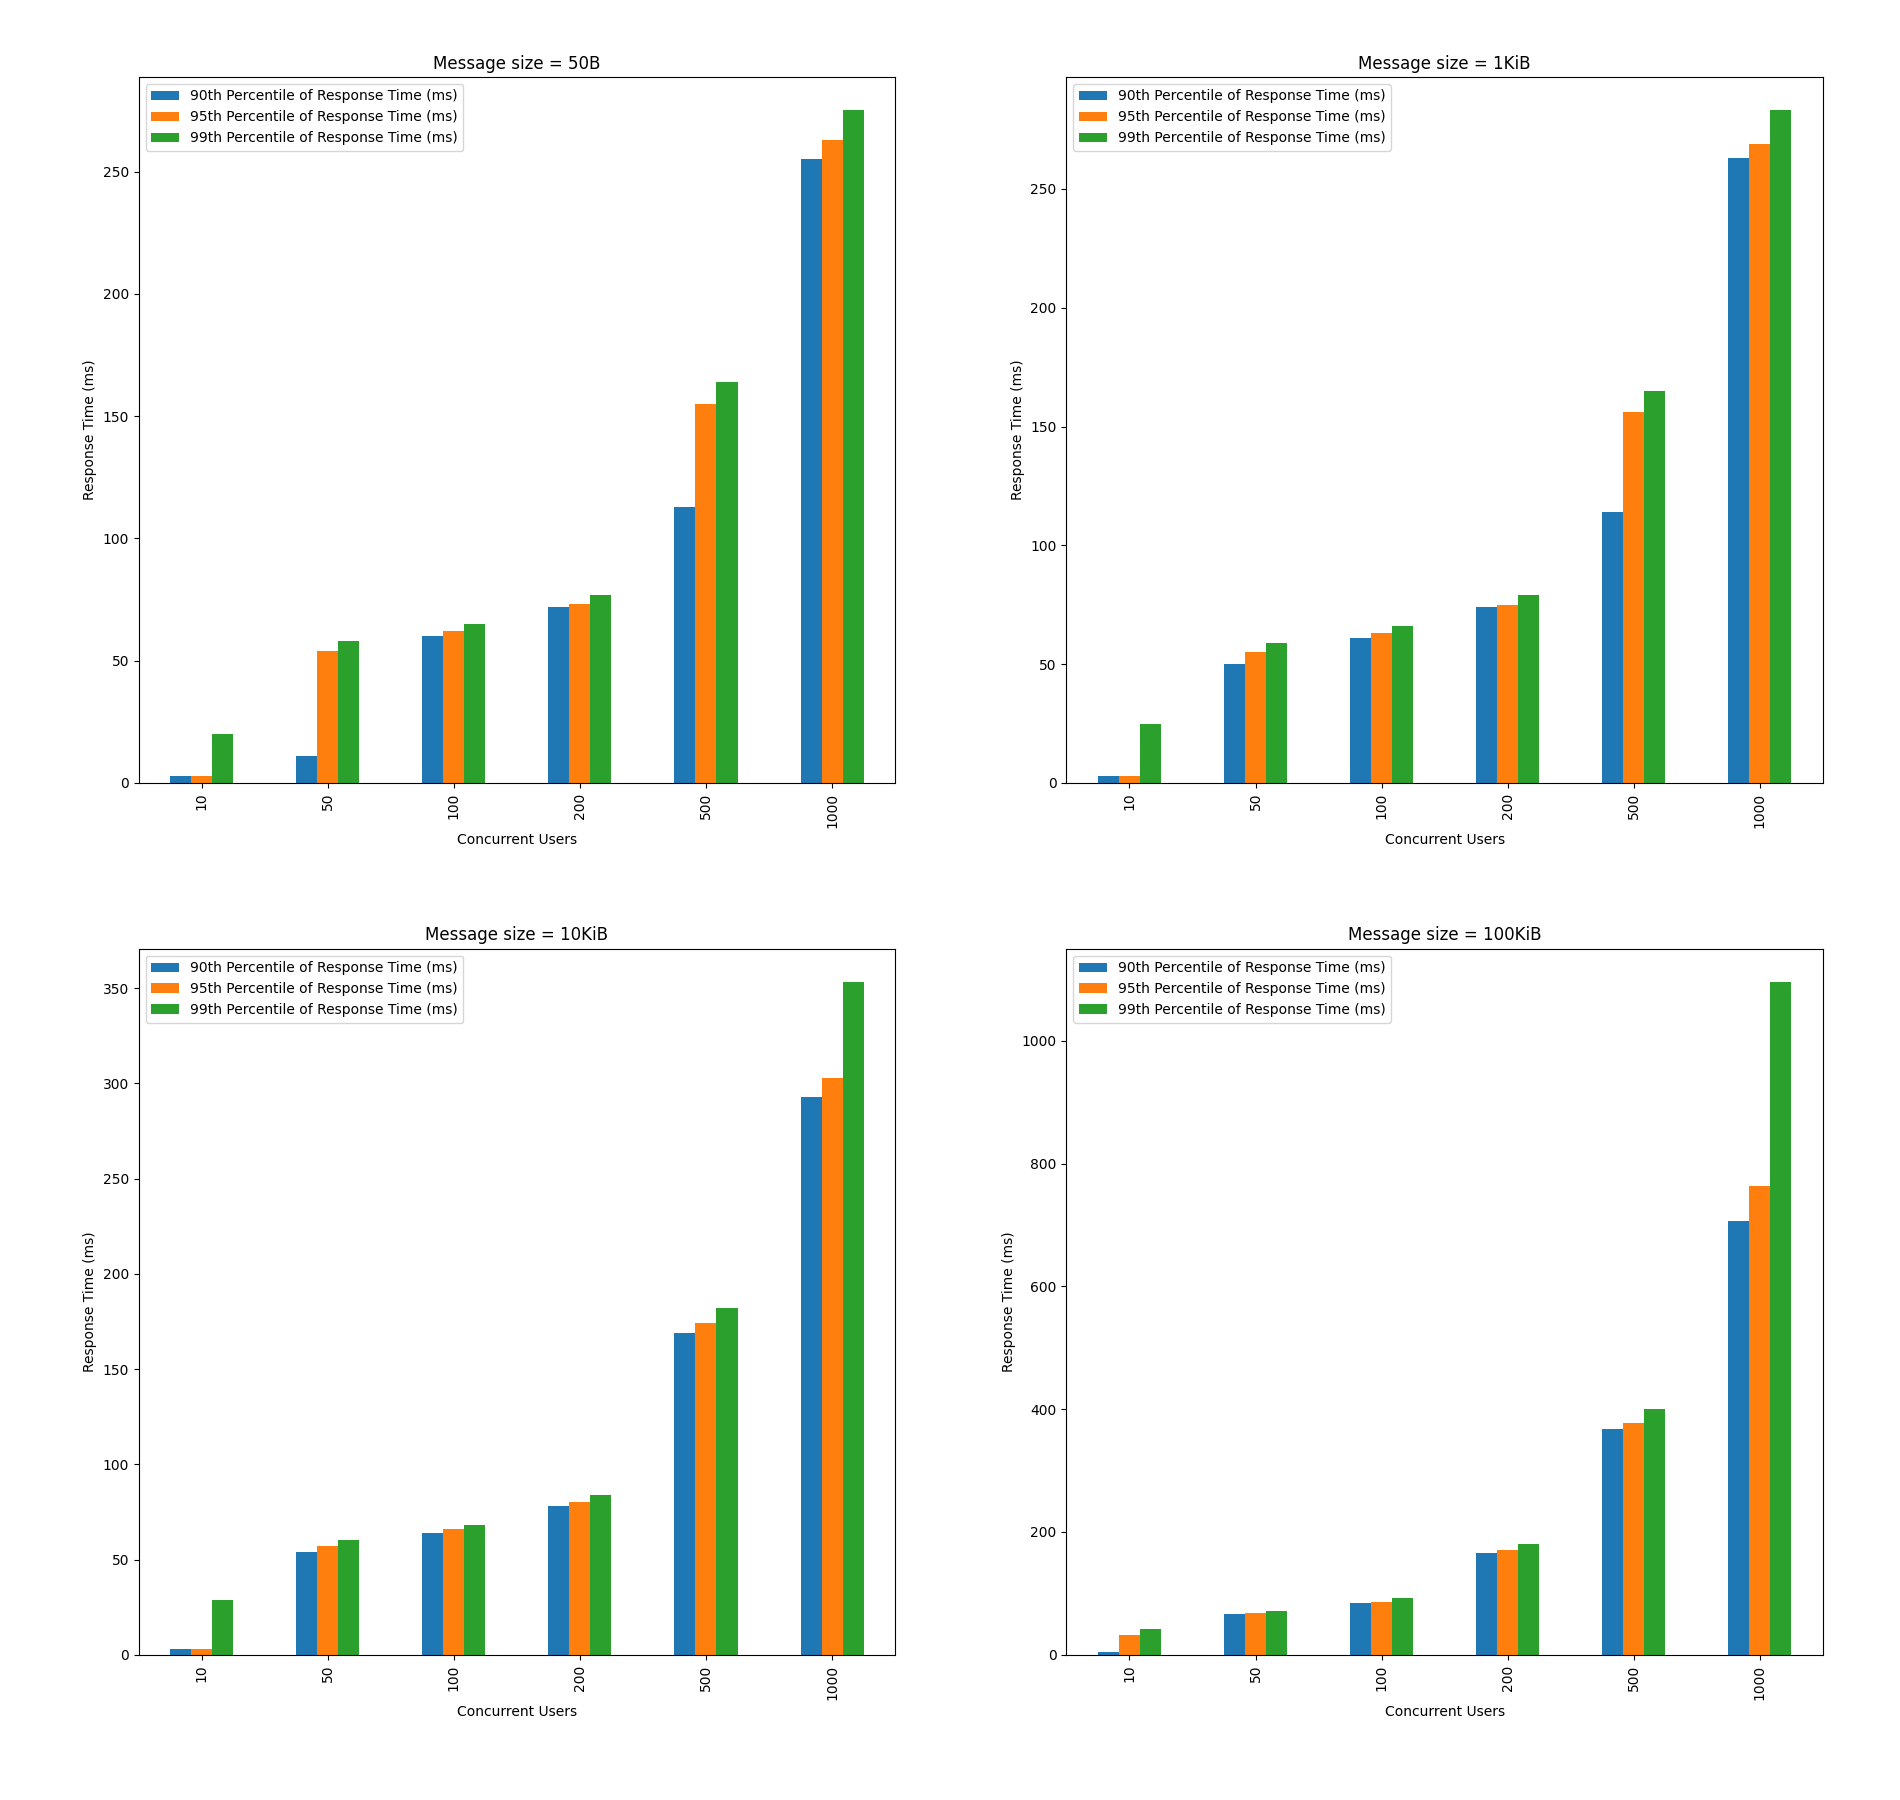 Message size = 50B
90th Percentile of Response Time (ms)
95th Percentile of Response Time (ms)
99th Percentile of Response Time (ms)
Response Time (ms)
250
200
150
100
50
0
10
50
100
200
500
1000
Concurrent Users
Message size = 1KiB
90th Percentile of Response Time (ms)
95th Percentile of Response Time (ms)
99th Percentile of Response Time (ms)
Response Time (ms)
250
200
150
100
50
0
10
50
100
200
500
1000
Concurrent Users
Message size = 10KiB
90th Percentile of Response Time (ms)
95th Percentile of Response Time (ms)
99th Percentile of Response Time (ms)
Response Time (ms)
350
300
250
200
150
100
50
0
10
50
100
200
500
1000
Concurrent Users
Message size = 100KiB
90th Percentile of Response Time (ms)
95th Percentile of Response Time (ms)
99th Percentile of Response Time (ms)
Response Time (ms)
1000
800
600
400
200
0
10
50
100
200
500
1000
Concurrent Users